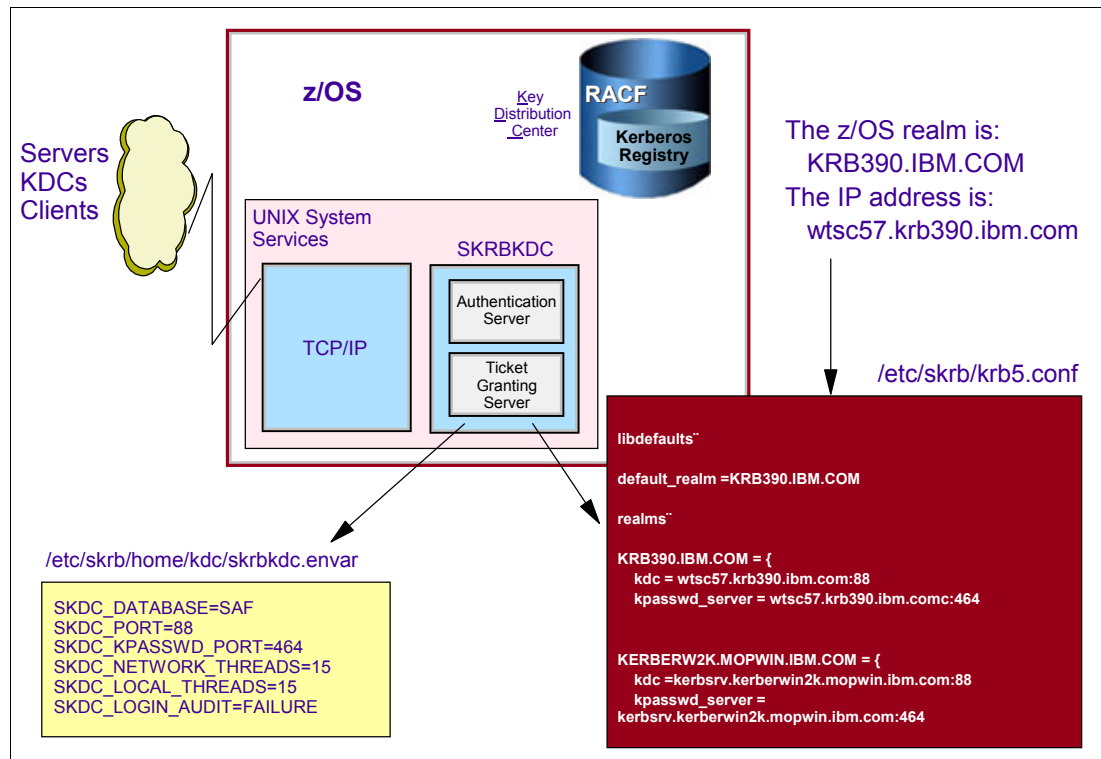 z/OS
Key
Distribution
Center
RACF
Kerberos
Registry
Servers
KDCs
Clients
UNIX System
Services
SKRBKDC
TCP/IP
Authentication
Server
Ticket
Granting
Server
The z/OS realm is:
KRB390.IBM.COM
The IP address is:
wtsc57.krb390.ibm.com
/etc/skrb/krb5.conf
libdefaults¨
default_realm =KRB390.IBM.COM
realms¨
KRB390.IBM.COM = {
kdc = wtsc57.krb390.ibm.com:88
kpasswd_server = wtsc57.krb390.ibm.comc:464
KERBERW2K.MOPWIN.IBM.COM = {
kdc =kerbsrv.kerberwin2k.mopwin.ibm.com:88
kpasswd_server =
kerbsrv.kerberwin2k.mopwin.ibm.com:464
/etc/skrb/home/kdc/skrbkdc.envar
SKDC_DATABASE=SAF
SKDC_PORT=88
SKDC_KPASSWD_PORT=464
SKDC_NETWORK_THREADS=15
SKDC_LOCAL_THREADS=15
SKDC_LOGIN_AUDIT=FAILURE